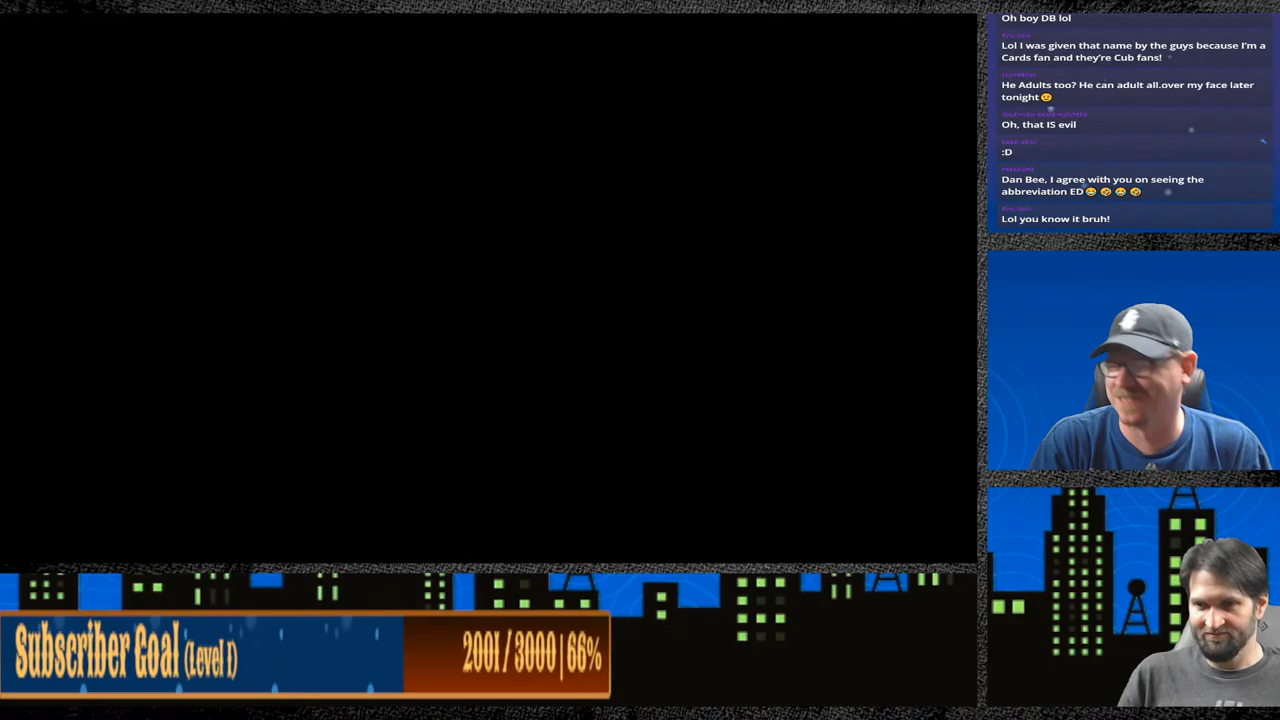 Oh boy DB lol
Lol I was given that name by the guys because I'm a
Cards fan and they're Cub fans!
He Adults too? He can adult all.over my face later
tonight😉
Oh, that IS evil
:D
Dan Bee, I agree with you on seeing the
abbreviation ED😂🤣😂🤣
Lol you know it bruh!
Subscriber Goal (Level 1)
2001 / 3000 | 66%